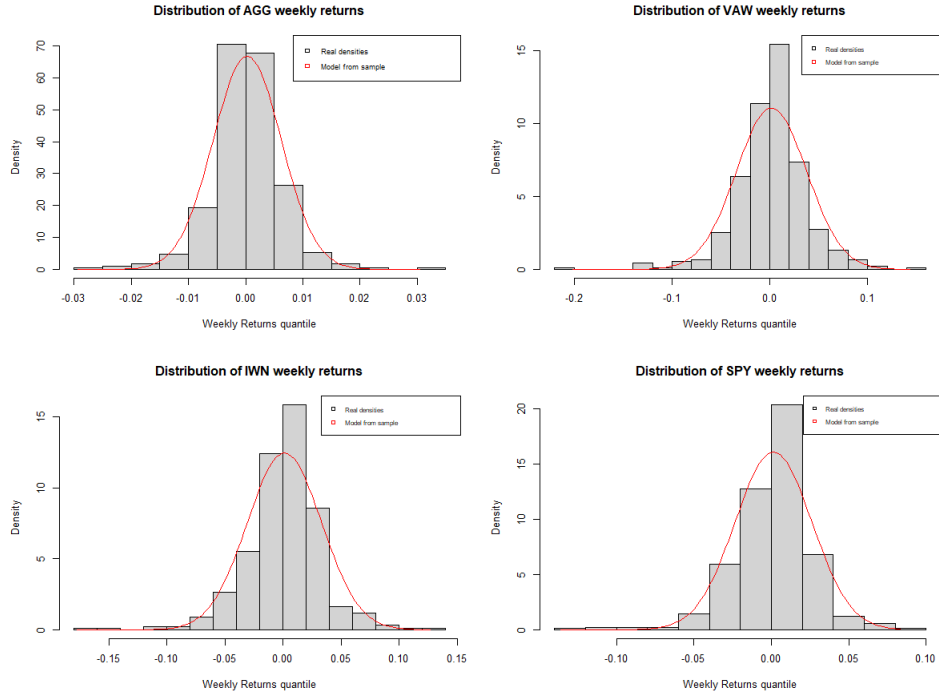 Distribution of AGG weekly returns
Real densities
Model from sample
Density
0 10 20 30 40 50 60 70
-0.03 -0.02 -0.01 0.00 0.01 0.02 0.03
Weekly Returns quantile
Distribution of VAW weekly returns
Real densities
Model from sample
Density
0 5 10 15
-0.2 -0.1 0.0 0.1
Weekly Returns quantile
Distribution of IWN weekly returns
Real densities
Model from sample
Density
0 5 10 15
-0.15 -0.10 -0.05 0.00 0.05 0.10 0.15
Weekly Returns quantile
Distribution of SPY weekly returns
Real densities
Model from sample
Density
0 5 10 15 20
-0.10 -0.05 0.00 0.05 0.10
Weekly Returns quantile